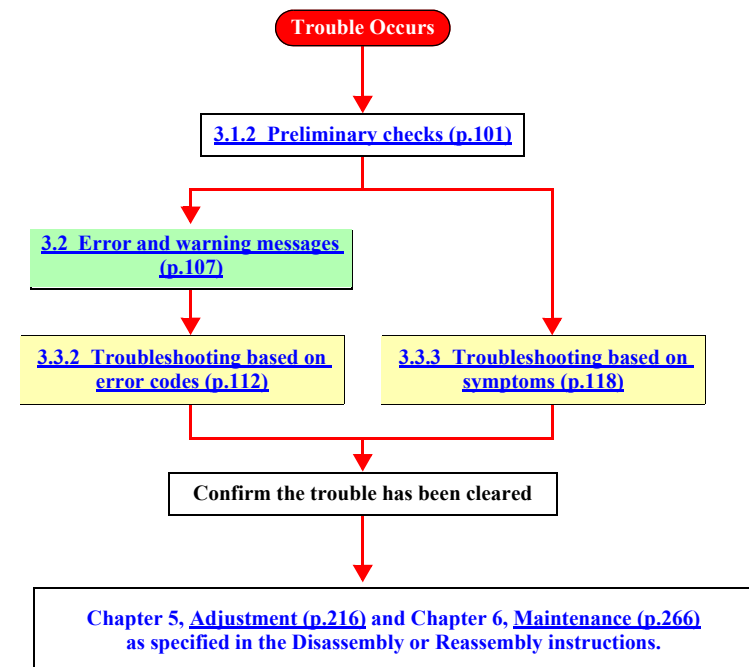 Trouble Occurs
3.1.2 Preliminary checks (p.101)
3.2 Error and warning messages
(p.107)
3.3.2 Troubleshooting based on
error codes (p.112)
3.3.3 Troubleshooting based on
symptoms (p.118)
Confirm the trouble has been cleared
Chapter 5, Adjustment (p.216) and Chapter 6, Maintenance (p.266)
as specified in the Disassembly or Reassembly instructions.